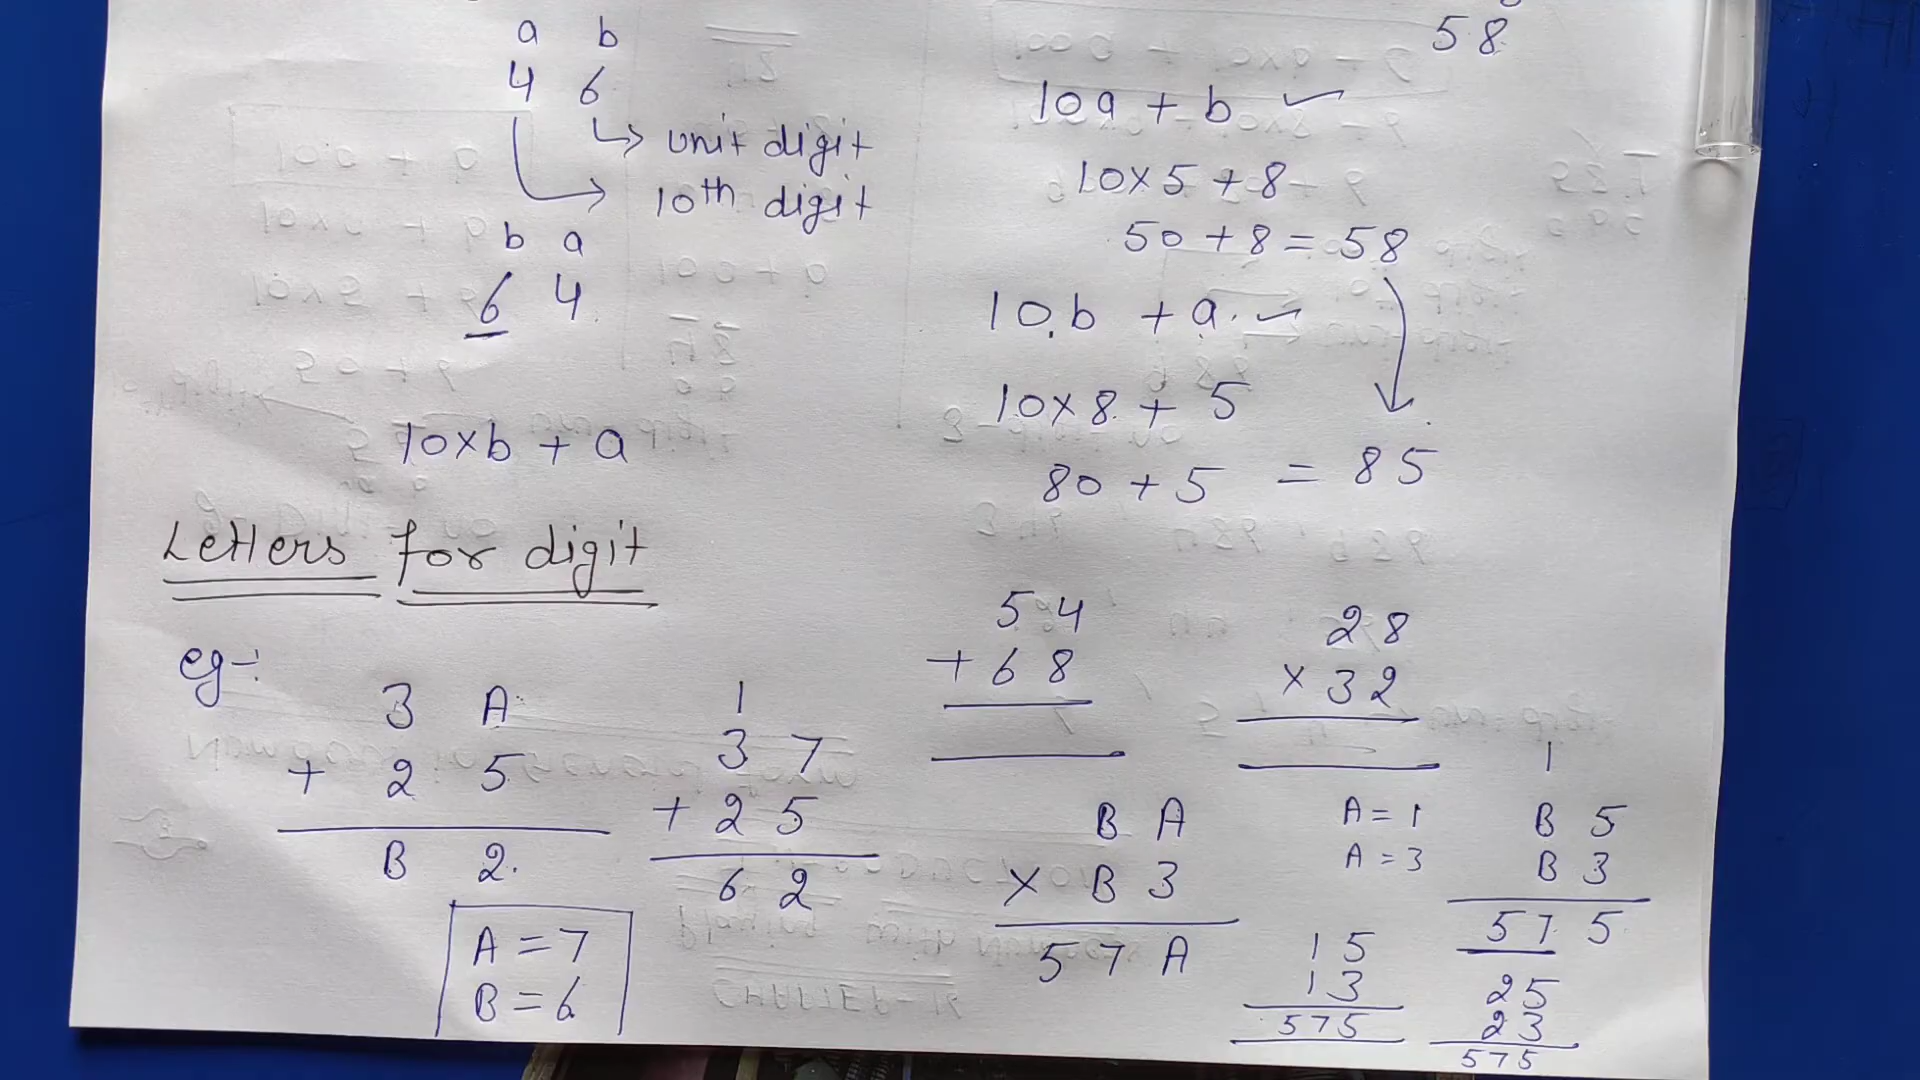 a b
4 6
unit digit
10th digit
b a
6 4
10×b + a
58
10a + b
10×5 + 8
50 + 8 = 58
10.b + a.
10×8 + 5
80 + 5 = 85
Letters for digit
eg-:
3 A
+ 2 5
B 2.
A = 7
B = 6
1
3 7
+ 2 5
6 2
5 4
+ 6 8
2 8
× 3 2
B A
× B 3
5 7 A
A = 1
A = 3
1 5
1 3
5 7 5
1
B 5
B 3
5 7 5
2 5
2 3
5 7 5